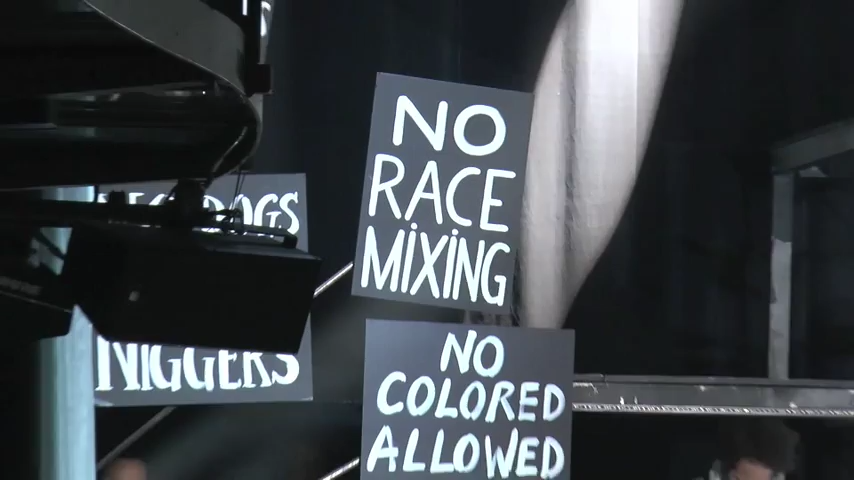 NO
RACE
MIXING
DOGS
NIGGERS
NO
COLORED
ALLOWED